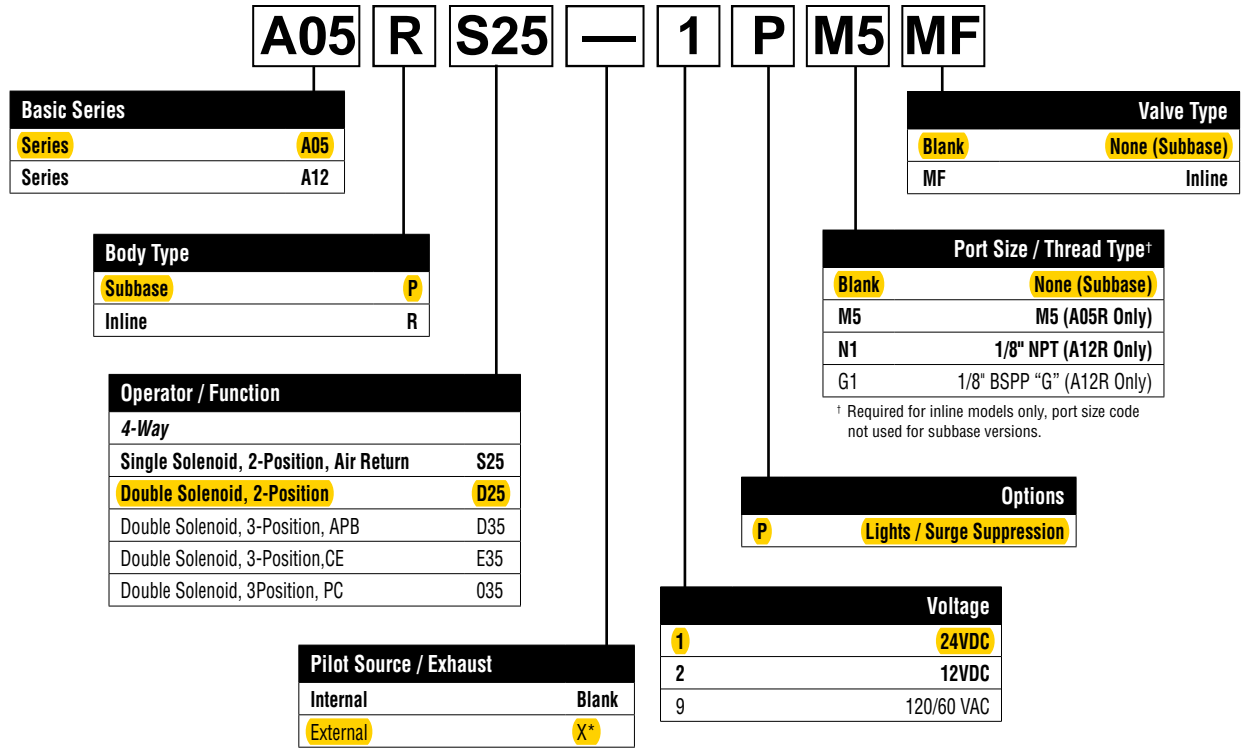 A05 R S25 — 1 P M5 MF
Basic Series
Series A05
Series A12
Valve Type
Blank None (Subbase)
MF Inline
Body Type
Subbase P
Inline R
Port Size / Thread Type†
Blank None (Subbase)
M5 M5 (A05R Only)
N1 1/8" NPT (A12R Only)
G1 1/8" BSPP “G” (A12R Only)
† Required for inline models only, port size code
not used for subbase versions.
Operator / Function
4-Way
Single Solenoid, 2-Position, Air Return S25
Double Solenoid, 2-Position D25
Double Solenoid, 3-Position, APB D35
Double Solenoid, 3-Position,CE E35
Double Solenoid, 3Position, PC 035
Options
P Lights / Surge Suppression
Voltage
1 24VDC
2 12VDC
9 120/60 VAC
Pilot Source / Exhaust
Internal Blank
External X*